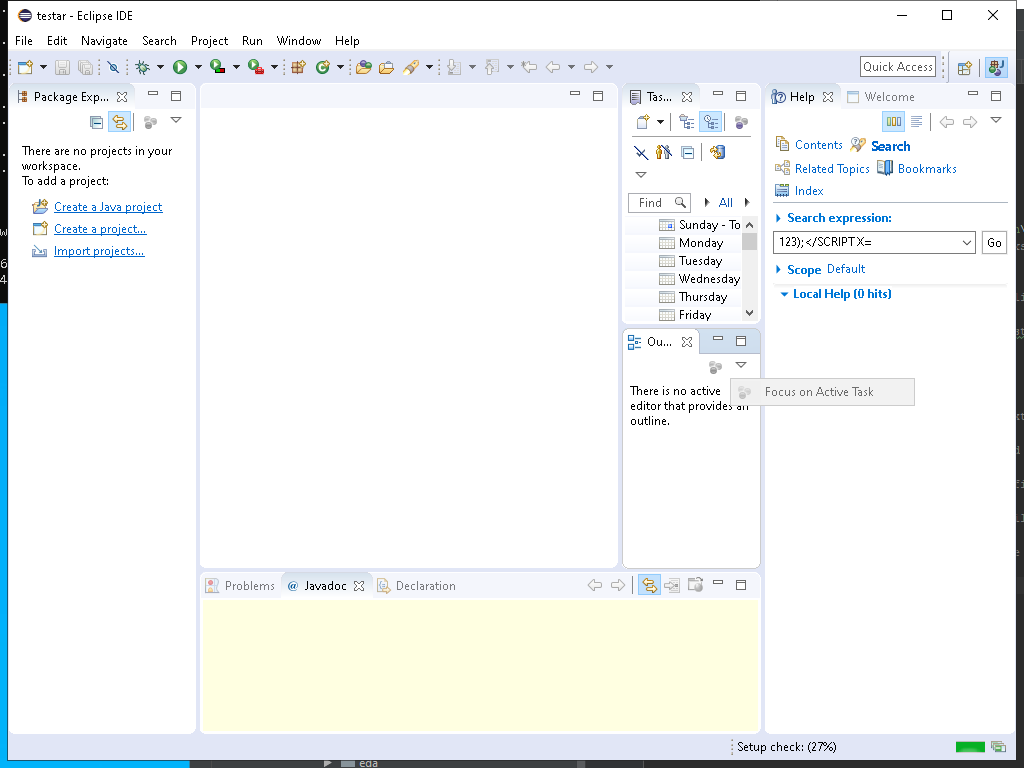 testar - Eclipse IDE
File Edit Navigate Search Project Run Window Help
Quick Access
Package Exp...
There are no projects in your
workspace.
To add a project:
Create a Java project
Create a project...
Import projects...
Tas...
Find
All
Sunday - To
Monday
Tuesday
Wednesday
Thursday
Friday
Ou...
There is no active
editor that provides an
outline.
Focus on Active Task
Help Welcome
Contents Search
Related Topics Bookmarks
Index
Search expression:
123);</SCRIPT X=
Go
Scope Default
Local Help (0 hits)
Problems @ Javadoc Declaration
Setup check: (27%)
eda